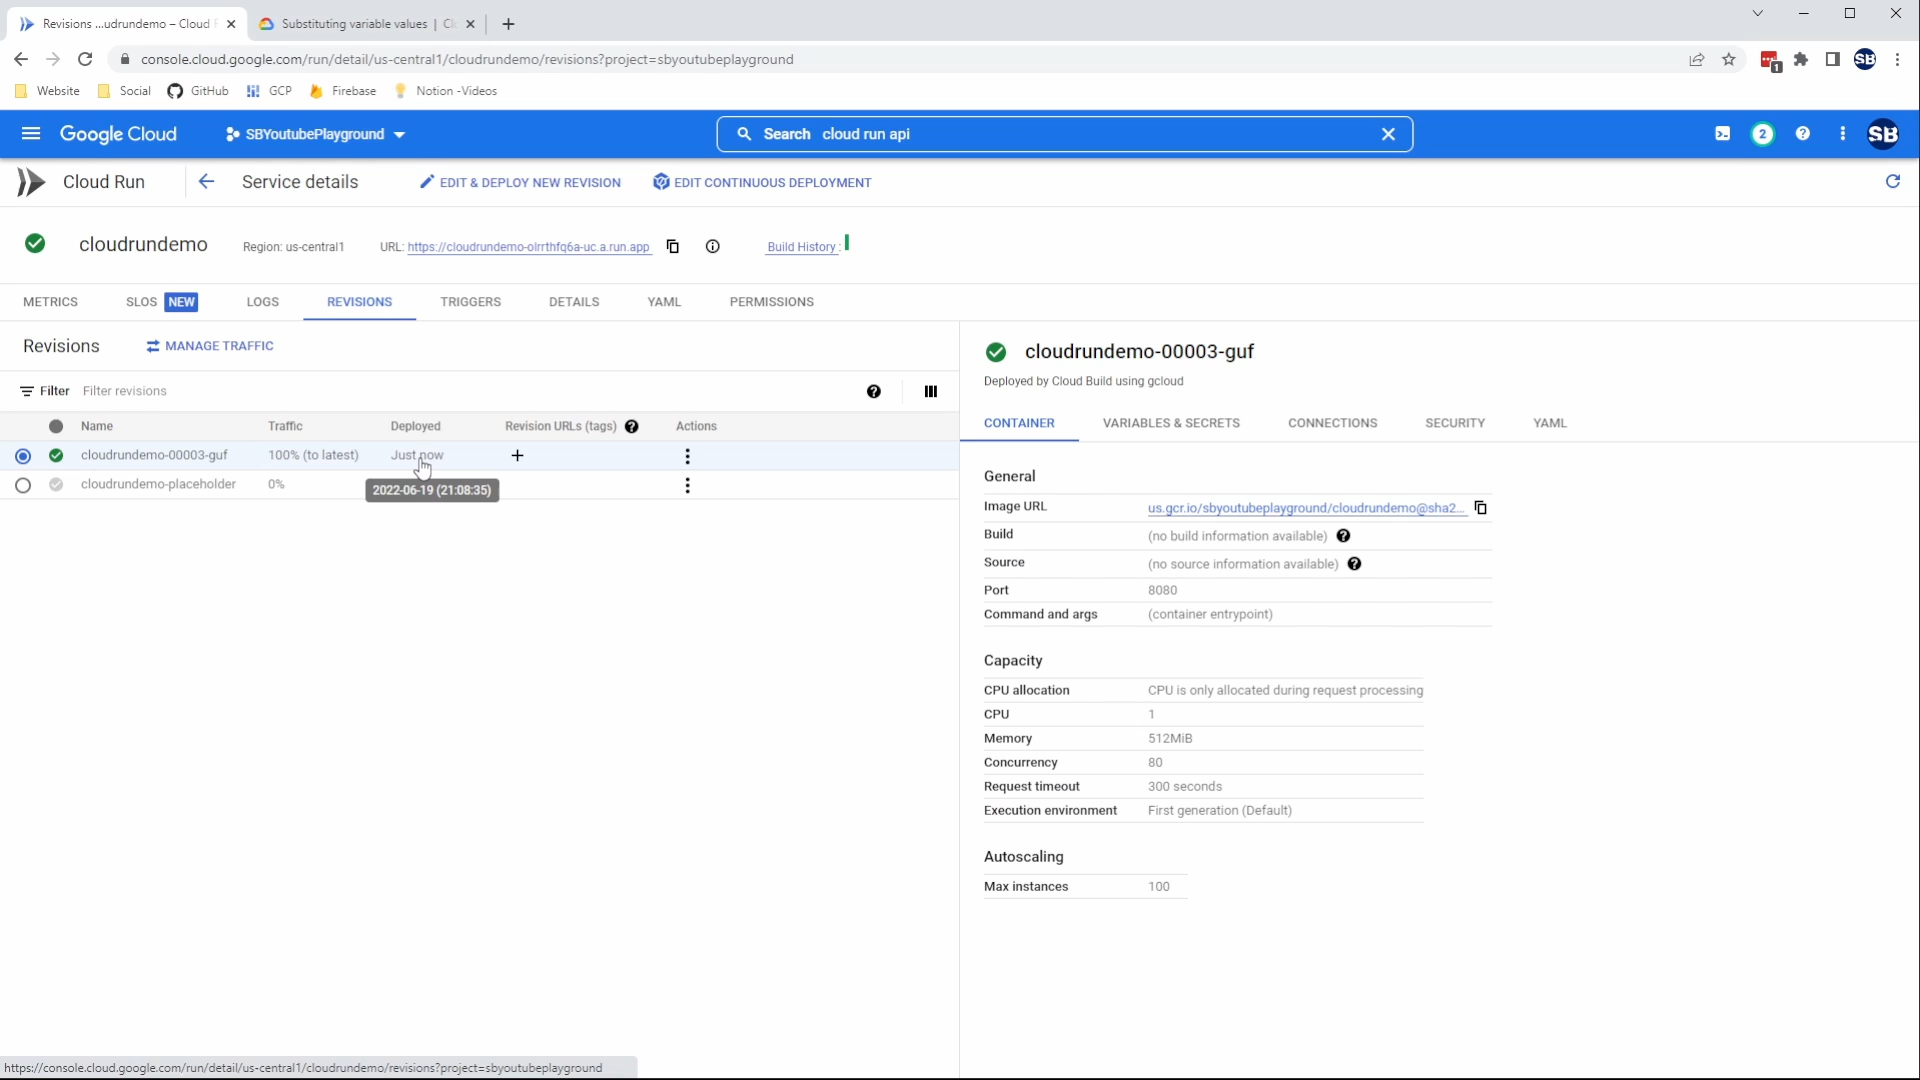 Revisions ...udrundemo – Cloud R
Substituting variable values | Cl
console.cloud.google.com/run/detail/us-central1/cloudrundemo/revisions?project=sbyoutubeplayground
1
SB
Website
Social
GitHub
GCP
Firebase
Notion -Videos
Google Cloud
SBYoutubePlayground
Search cloud run api
2
SB
Cloud Run
Service details
EDIT & DEPLOY NEW REVISION
EDIT CONTINUOUS DEPLOYMENT
cloudrundemo
Region: us-central1
URL: https://cloudrundemo-olrrthfq6a-uc.a.run.app
Build History :
METRICS
SLOS NEW
LOGS
REVISIONS
TRIGGERS
DETAILS
YAML
PERMISSIONS
Revisions
MANAGE TRAFFIC
Filter Filter revisions
Name Traffic Deployed Revision URLs (tags) Actions
cloudrundemo-00003-guf 100% (to latest) Just now
cloudrundemo-placeholder 0%
2022-06-19 (21:08:35)
cloudrundemo-00003-guf
Deployed by Cloud Build using gcloud
CONTAINER
VARIABLES & SECRETS
CONNECTIONS
SECURITY
YAML
General
Image URL us.gcr.io/sbyoutubeplayground/cloudrundemo@sha2...
Build (no build information available)
Source (no source information available)
Port 8080
Command and args (container entrypoint)
Capacity
CPU allocation CPU is only allocated during request processing
CPU 1
Memory 512MiB
Concurrency 80
Request timeout 300 seconds
Execution environment First generation (Default)
Autoscaling
Max instances 100
https://console.cloud.google.com/run/detail/us-central1/cloudrundemo/revisions?project=sbyoutubeplayground